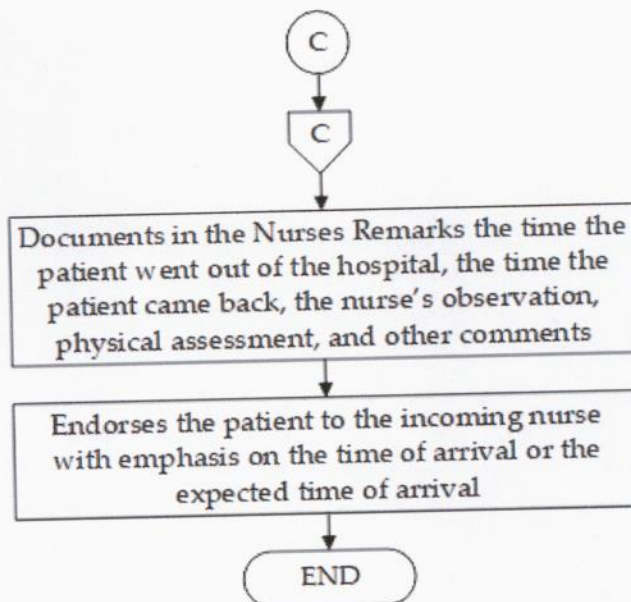 C
C
Documents in the Nurses Remarks the time the
patient went out of the hospital, the time the
patient came back, the nurse's observation,
physical assessment, and other comments
Endorses the patient to the incoming nurse
with emphasis on the time of arrival or the
expected time of arrival
END